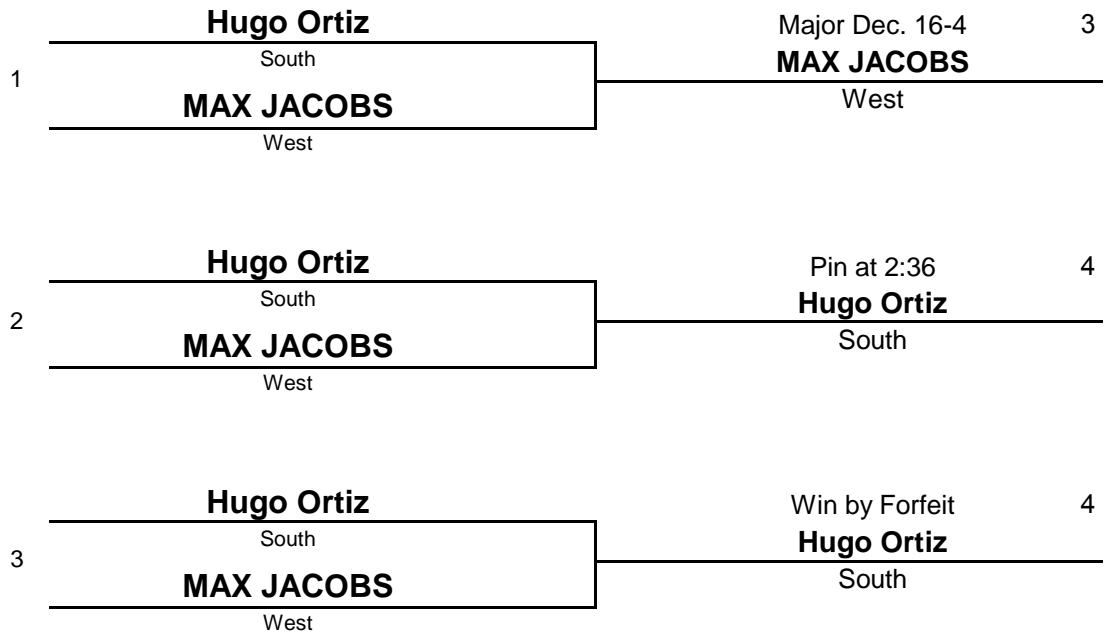 Hugo Ortiz
South
1
MAX JACOBS
West
Major Dec. 16-4 3
MAX JACOBS
West
Hugo Ortiz
South
2
MAX JACOBS
West
Pin at 2:36 4
Hugo Ortiz
South
Hugo Ortiz
South
3
MAX JACOBS
West
Win by Forfeit 4
Hugo Ortiz
South